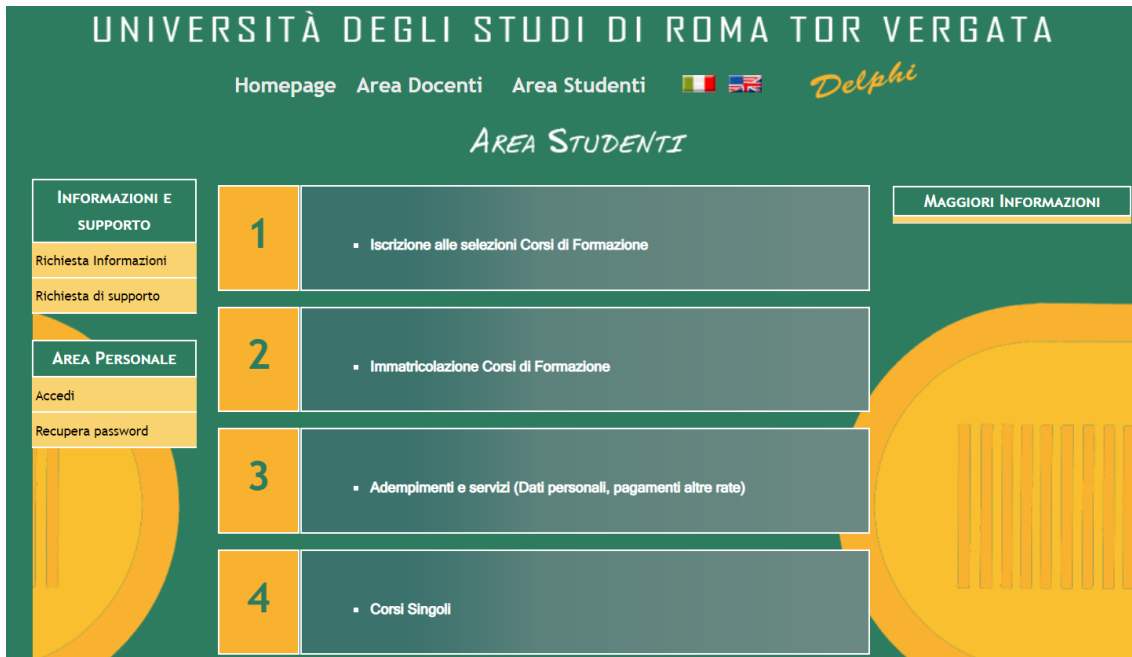 UNIVERSITÀ DEGLI STUDI DI ROMA TOR VERGATA
Homepage Area Docenti Area Studenti Delphi
AREA STUDENTI
INFORMAZIONI E
SUPPORTO
Richiesta Informazioni
Richiesta di supporto
AREA PERSONALE
Accedi
Recupera password
1
Iscrizione alle selezioni Corsi di Formazione
2
Immatricolazione Corsi di Formazione
3
Adempimenti e servizi (Dati personali, pagamenti altre rate)
4
Corsi Singoli
MAGGIORI INFORMAZIONI